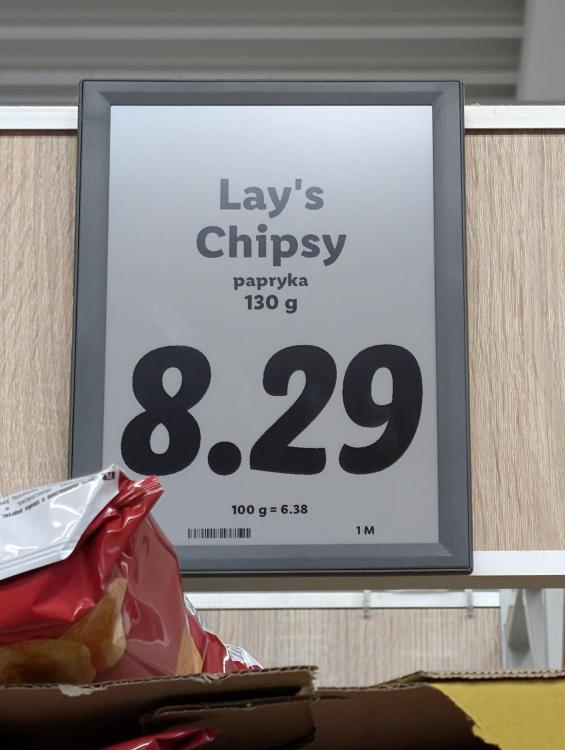 Lay's
Chipsy
papryka
130 g
8.29
100 g = 6.38
1 M